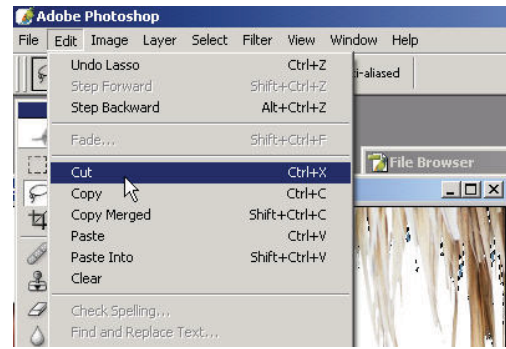 Adobe Photoshop
File Edit Image Layer Select Filter View Window Help
Undo Lasso Ctrl+Z
Step Forward Shift+Ctrl+Z
Step Backward Alt+Ctrl+Z
Fade... Shift+Ctrl+F
Cut Ctrl+X
Copy Ctrl+C
Copy Merged Shift+Ctrl+C
Paste Ctrl+V
Paste Into Shift+Ctrl+V
Clear
Check Spelling...
Find and Replace Text...
ti-aliased
File Browser